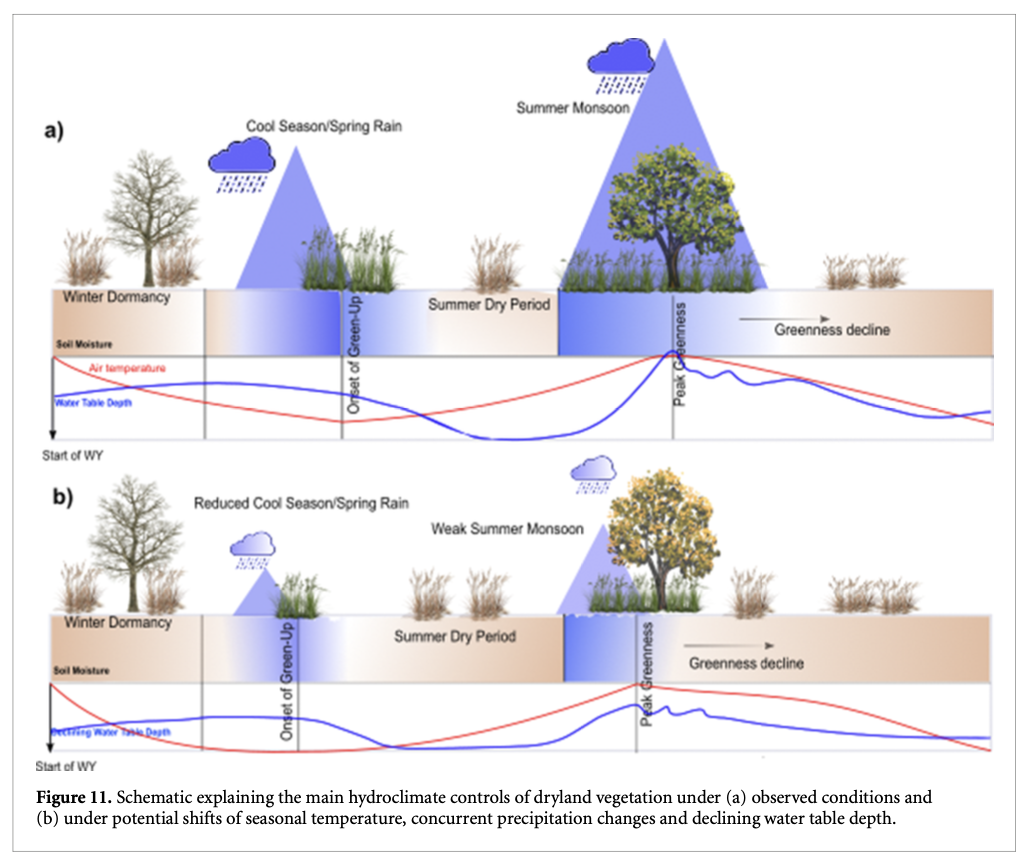 a)
Summer Monsoon
Cool Season/Spring Rain
Winter Dormancy
Summer Dry Period
Onset of Green-Up
Peak Greenness
Greenness decline
Soil Moisture
Air temperature
Water Table Depth
Start of WY
b)
Reduced Cool Season/Spring Rain
Weak Summer Monsoon
Winter Dormancy
Summer Dry Period
Onset of Green-Up
Peak Greenness
Greenness decline
Soil Moisture
Declining Water Table Depth
Start of WY
Figure 11. Schematic explaining the main hydroclimate controls of dryland vegetation under (a) observed conditions and
(b) under potential shifts of seasonal temperature, concurrent precipitation changes and declining water table depth.